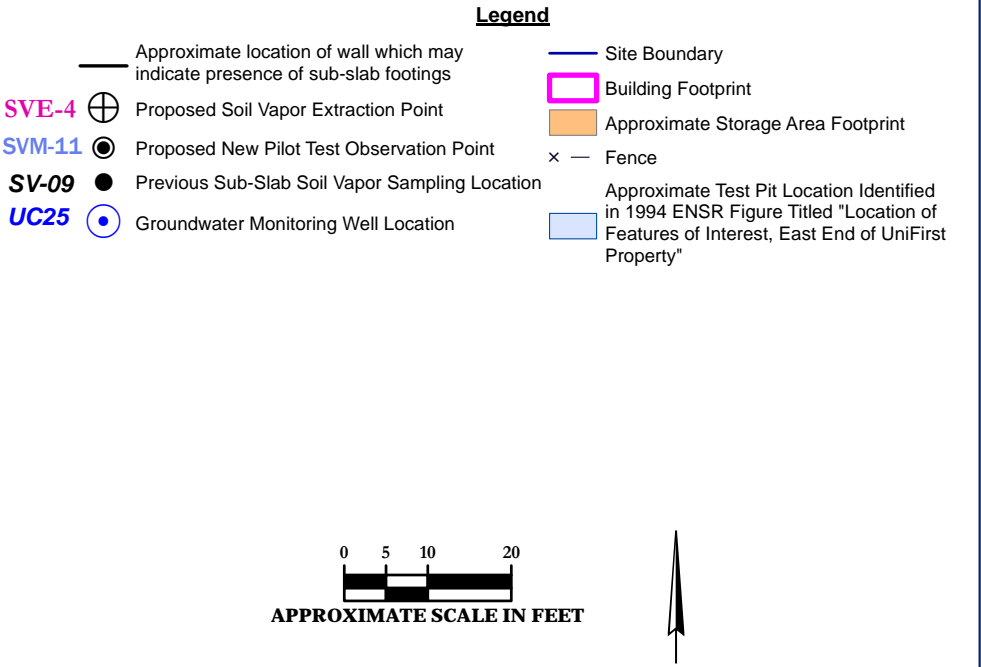 Legend
Approximate location of wall which may
indicate presence of sub-slab footings
SVE-4 Proposed Soil Vapor Extraction Point
SVM-11 Proposed New Pilot Test Observation Point
SV-09 Previous Sub-Slab Soil Vapor Sampling Location
UC25 Groundwater Monitoring Well Location
Site Boundary
Building Footprint
Approximate Storage Area Footprint
Fence
Approximate Test Pit Location Identified
in 1994 ENSR Figure Titled "Location of
Features of Interest, East End of UniFirst
Property"
0 5 10 20
APPROXIMATE SCALE IN FEET